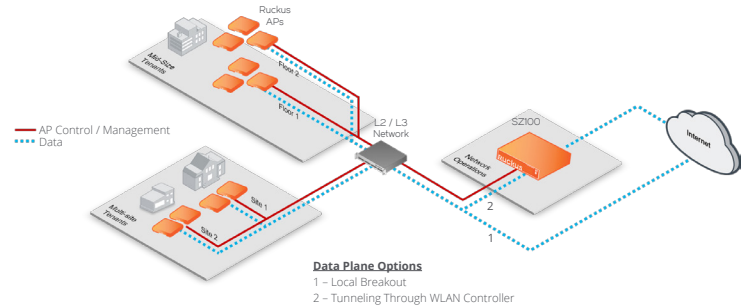 Ruckus
APs
Mid-Size
Tenants
Floor 2
Floor 1
L2 / L3
Network
SZ100
Internet
AP Control / Management
Data
Ruckus
Network
Operations
Site 1
Site 2
Multi-site
Tenants
2
1
Data Plane Options
1 – Local Breakout
2 – Tunneling Through WLAN Controller